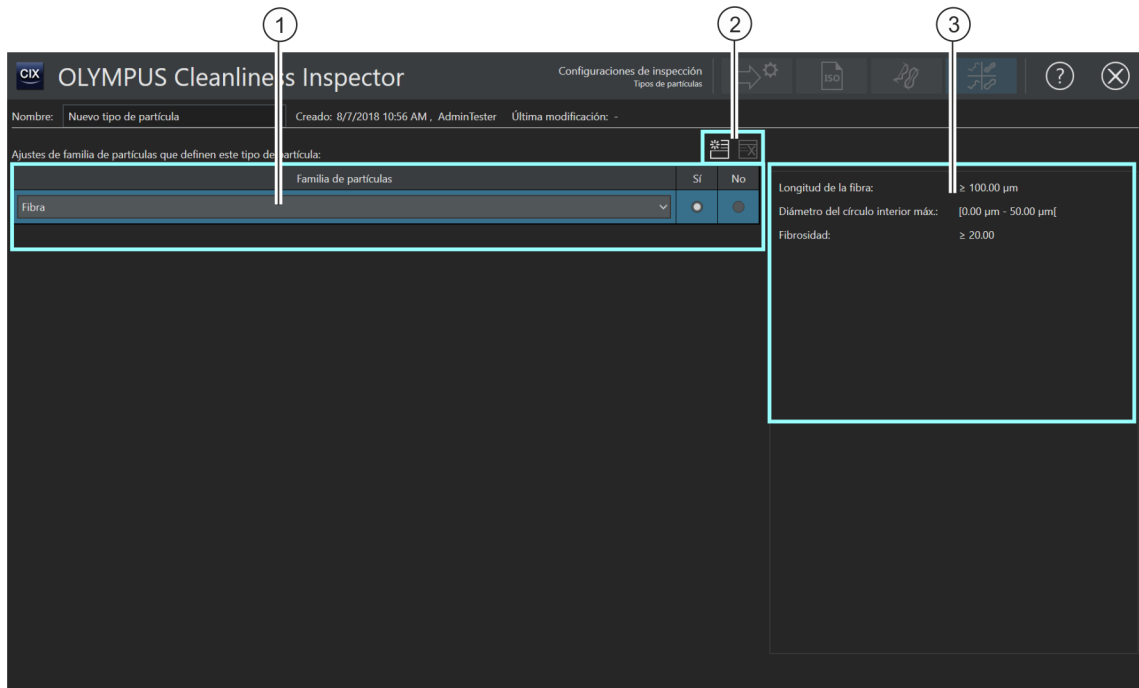 1 2 3
CIX OLYMPUS Cleanliness Inspector
Configuraciones de inspección
Tipos de partículas
ISO
?
Nombre: Nuevo tipo de partícula Creado: 8/7/2018 10:56 AM , AdminTester Última modificación: -
Ajustes de familia de partículas que definen este tipo de partícula:
Familia de partículas Sí No
Fibra
Longitud de la fibra: ≥ 100.00 µm
Diámetro del círculo interior máx.: [0.00 µm - 50.00 µm[
Fibrosidad: ≥ 20.00